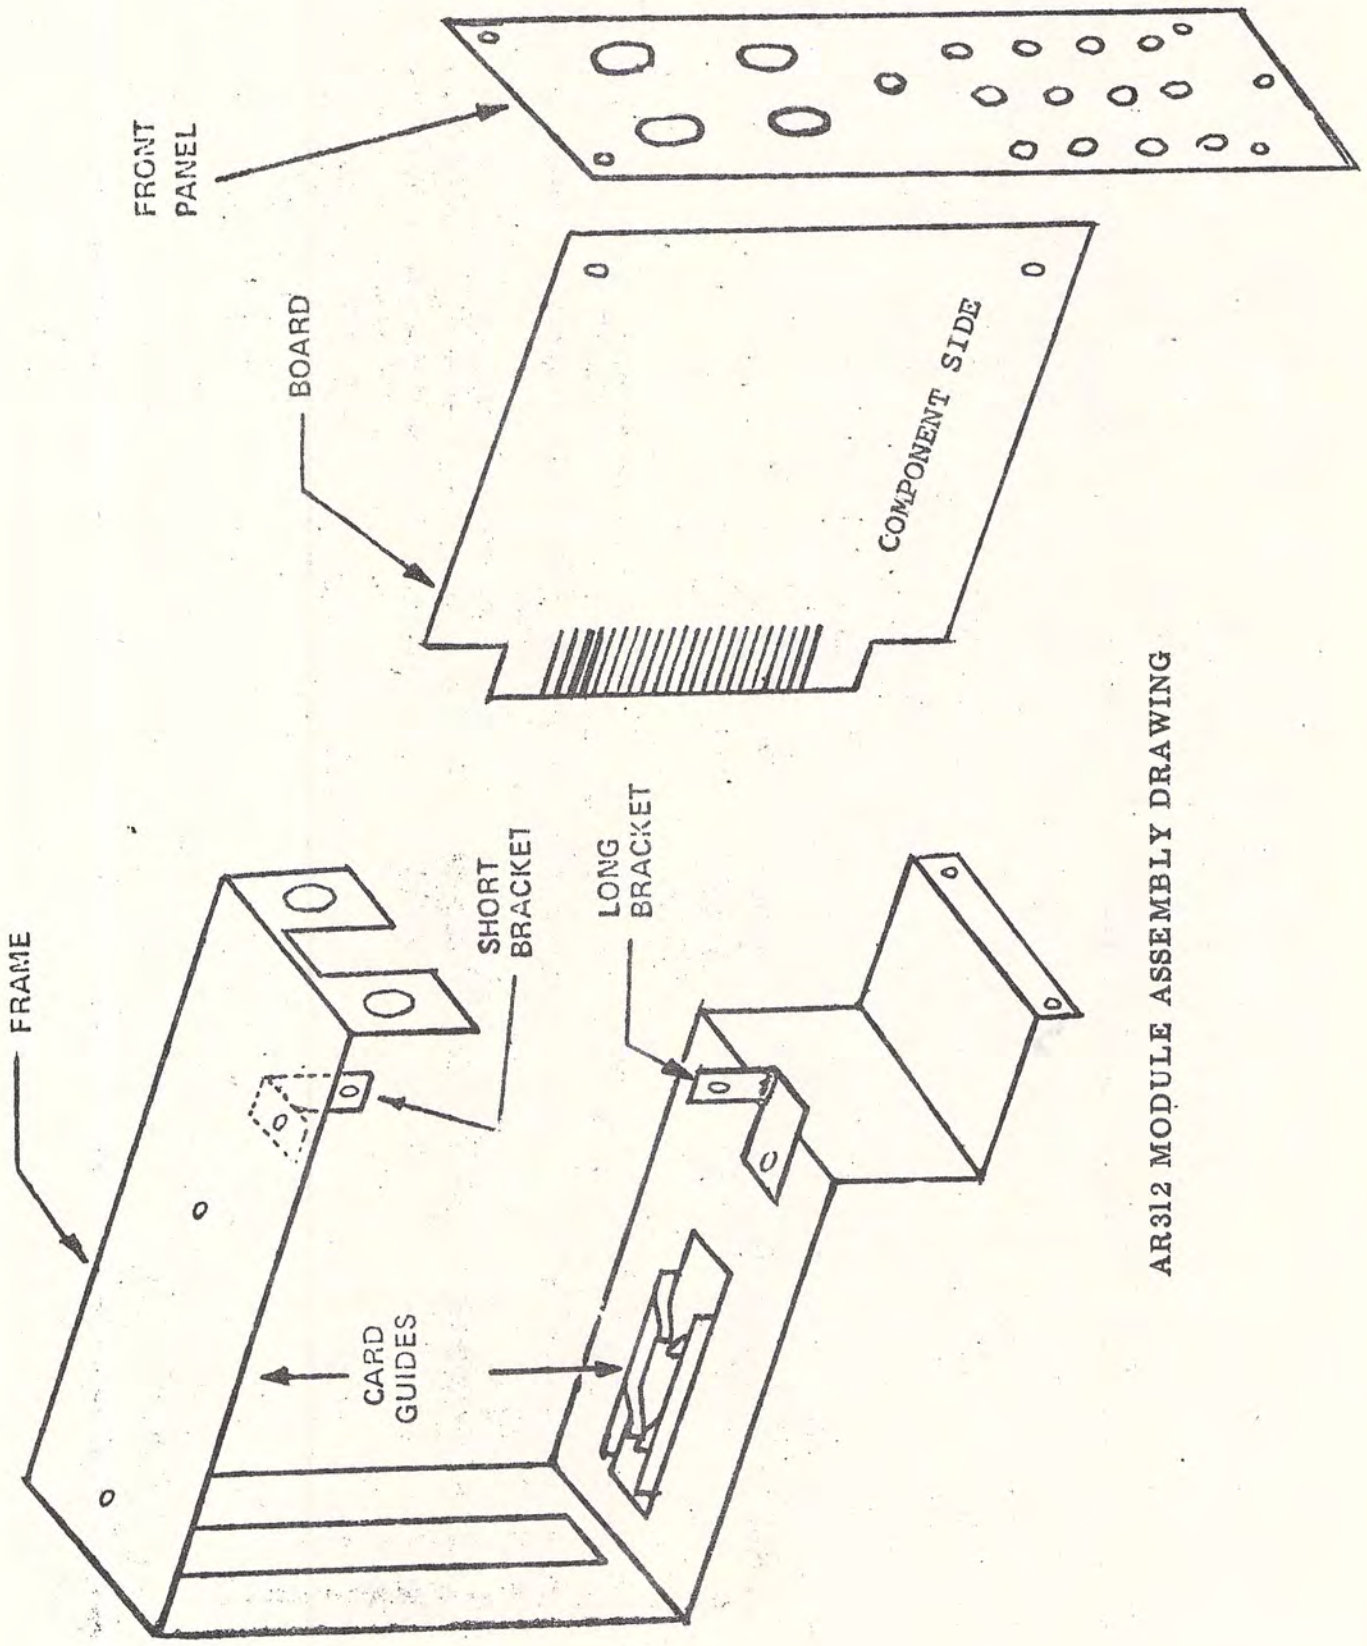 FRAME
SHORT
BRACKET
LONG
BRACKET
CARD
GUIDES
BOARD
FRONT
PANEL
COMPONENT SIDE
AR312 MODULE ASSEMBLY DRAWING